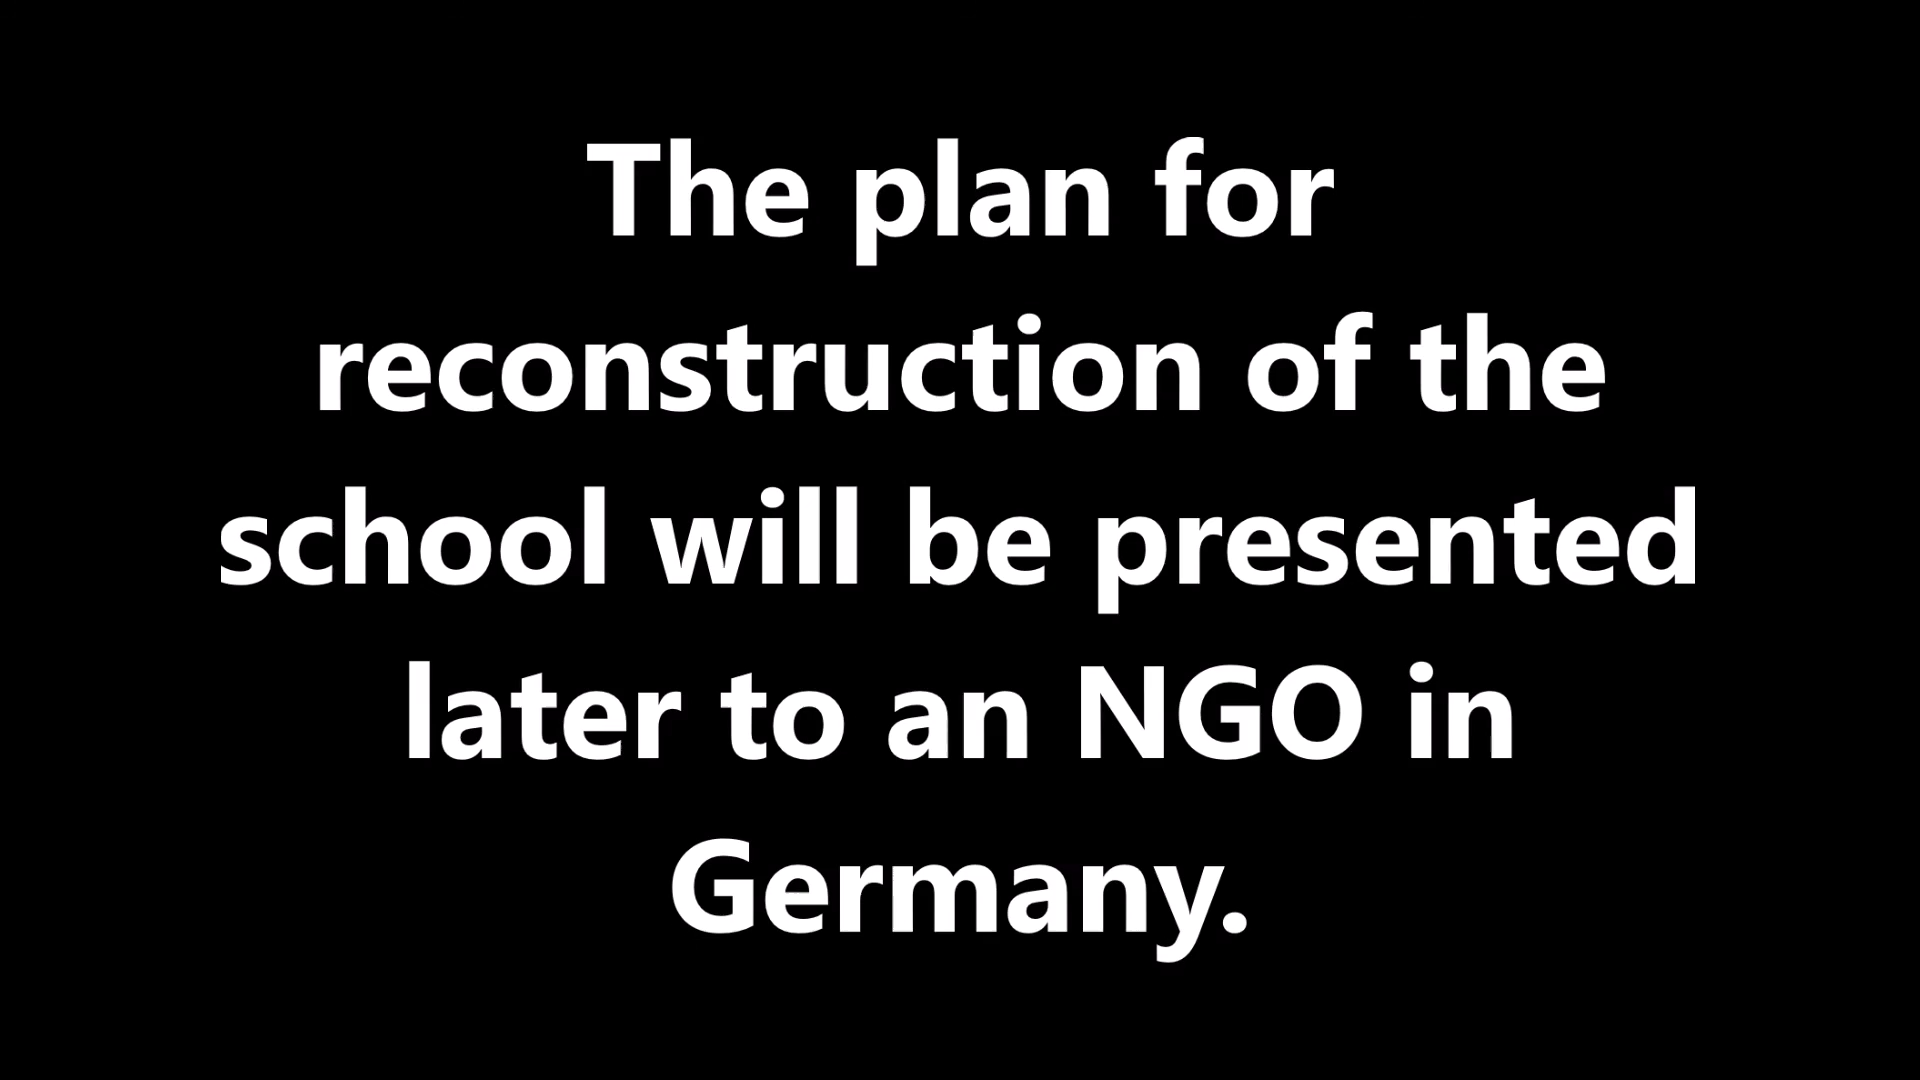 The plan for
reconstruction of the
school will be presented
later to an NGO in
Germany.